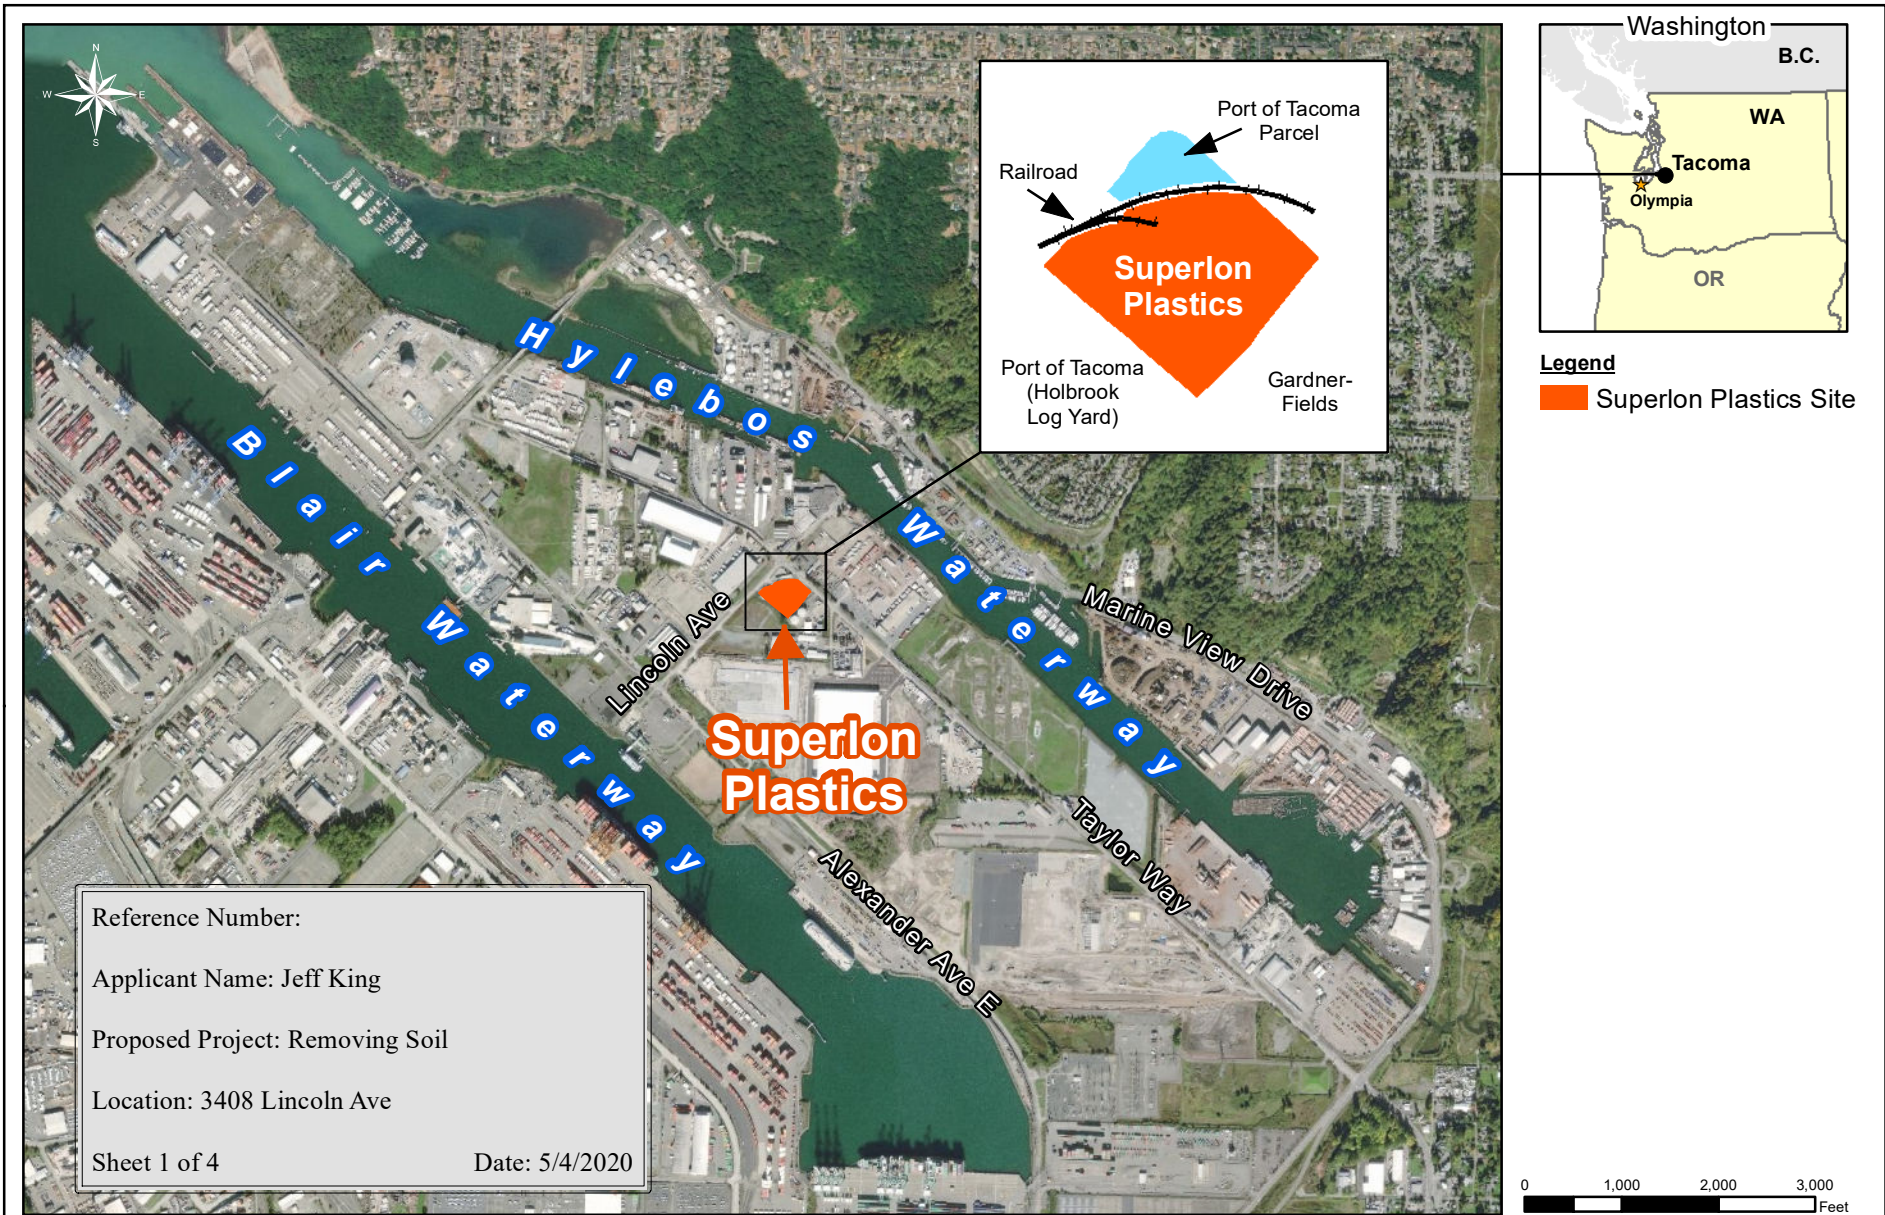 N
W
E
S
Port of Tacoma
Parcel
Railroad
Superlon
Plastics
Port of Tacoma
(Holbrook
Log Yard)
Gardner-
Fields
Hylebos Waterway
Blair Waterway
Lincoln Ave
Marine View Drive
Superlon
Plastics
Taylor Way
Alexander Ave E
Reference Number:
Applicant Name: Jeff King
Proposed Project: Removing Soil
Location: 3408 Lincoln Ave
Sheet 1 of 4 Date: 5/4/2020
Washington
B.C.
WA
Tacoma
Olympia
OR
Legend
Superlon Plastics Site
0 1,000 2,000 3,000
Feet